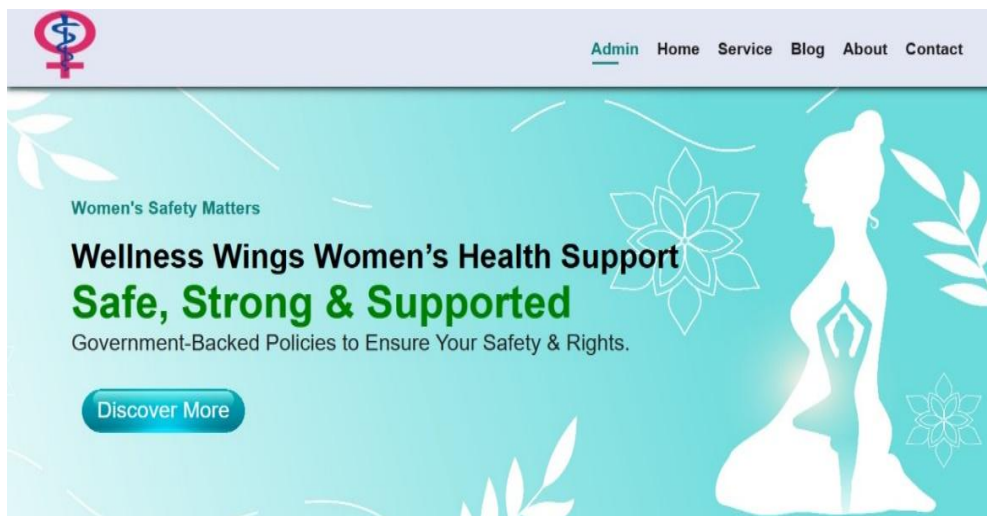 Admin Home Service Blog About Contact
Women's Safety Matters
Wellness Wings Women’s Health Support
Safe, Strong & Supported
Government-Backed Policies to Ensure Your Safety & Rights.
Discover More